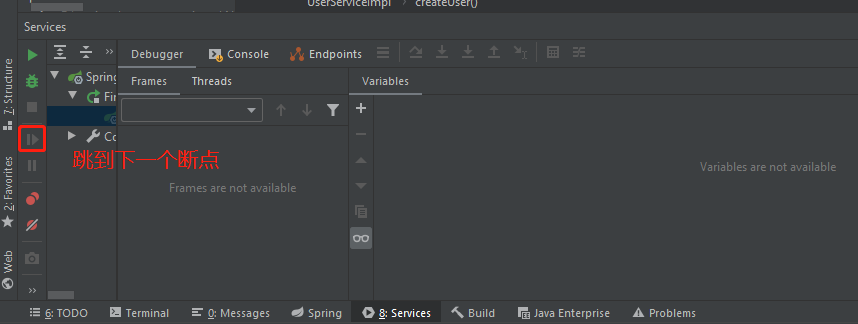 UserServiceImpl › createUser()
Services
7: Structure
2: Favorites
Web
Debugger
Console
Endpoints
Frames
Threads
Variables
Spring
Fin
Co
跳到下一个断点
Frames are not available
Variables are not available
6: TODO
Terminal
0: Messages
Spring
8: Services
Build
Java Enterprise
Problems